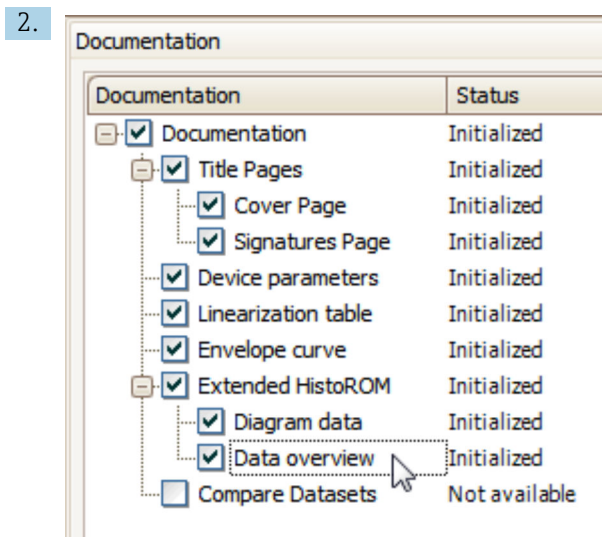 2.
Documentation
Documentation Status
Documentation Initialized
Title Pages Initialized
Cover Page Initialized
Signatures Page Initialized
Device parameters Initialized
Linearization table Initialized
Envelope curve Initialized
Extended HistoROM Initialized
Diagram data Initialized
Data overview Initialized
Compare Datasets Not available